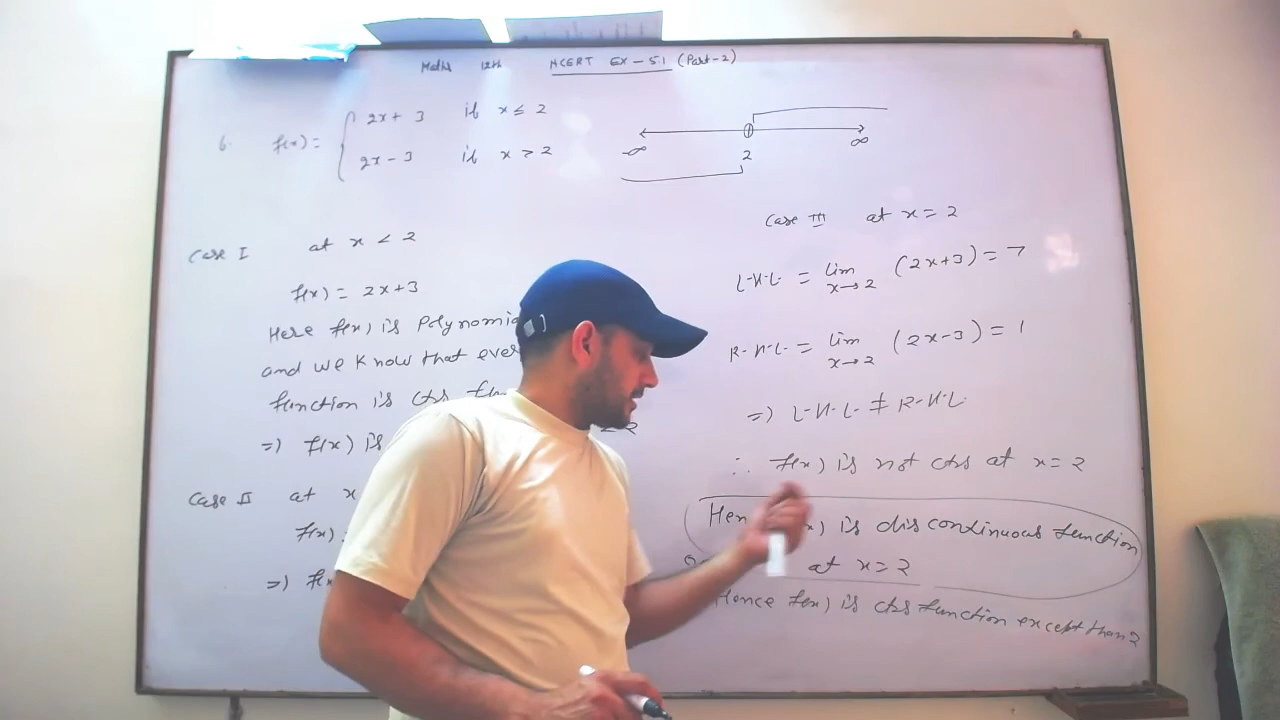 Maths 12th NCERT EX-5.1 (Part-2)
6. f(x) = { 2x+3 if x ≤ 2
2x-3 if x > 2
-∞ 2 ∞
Case I at x < 2
f(x) = 2x+3
Here f(x) is Polynomia
and we know that ever
function is cts
=> f(x) is < 2
Case II at x
f(x)
=>
Case III at x = 2
L.H.L. = lim x→2 (2x+3) = 7
R.H.L. = lim x→2 (2x-3) = 1
=> L.H.L. ≠ R.H.L.
∴ f(x) is not cts at x = 2
Hen x) is discontinuous function
at x = 2
Hence f(x) is cts function except than 2